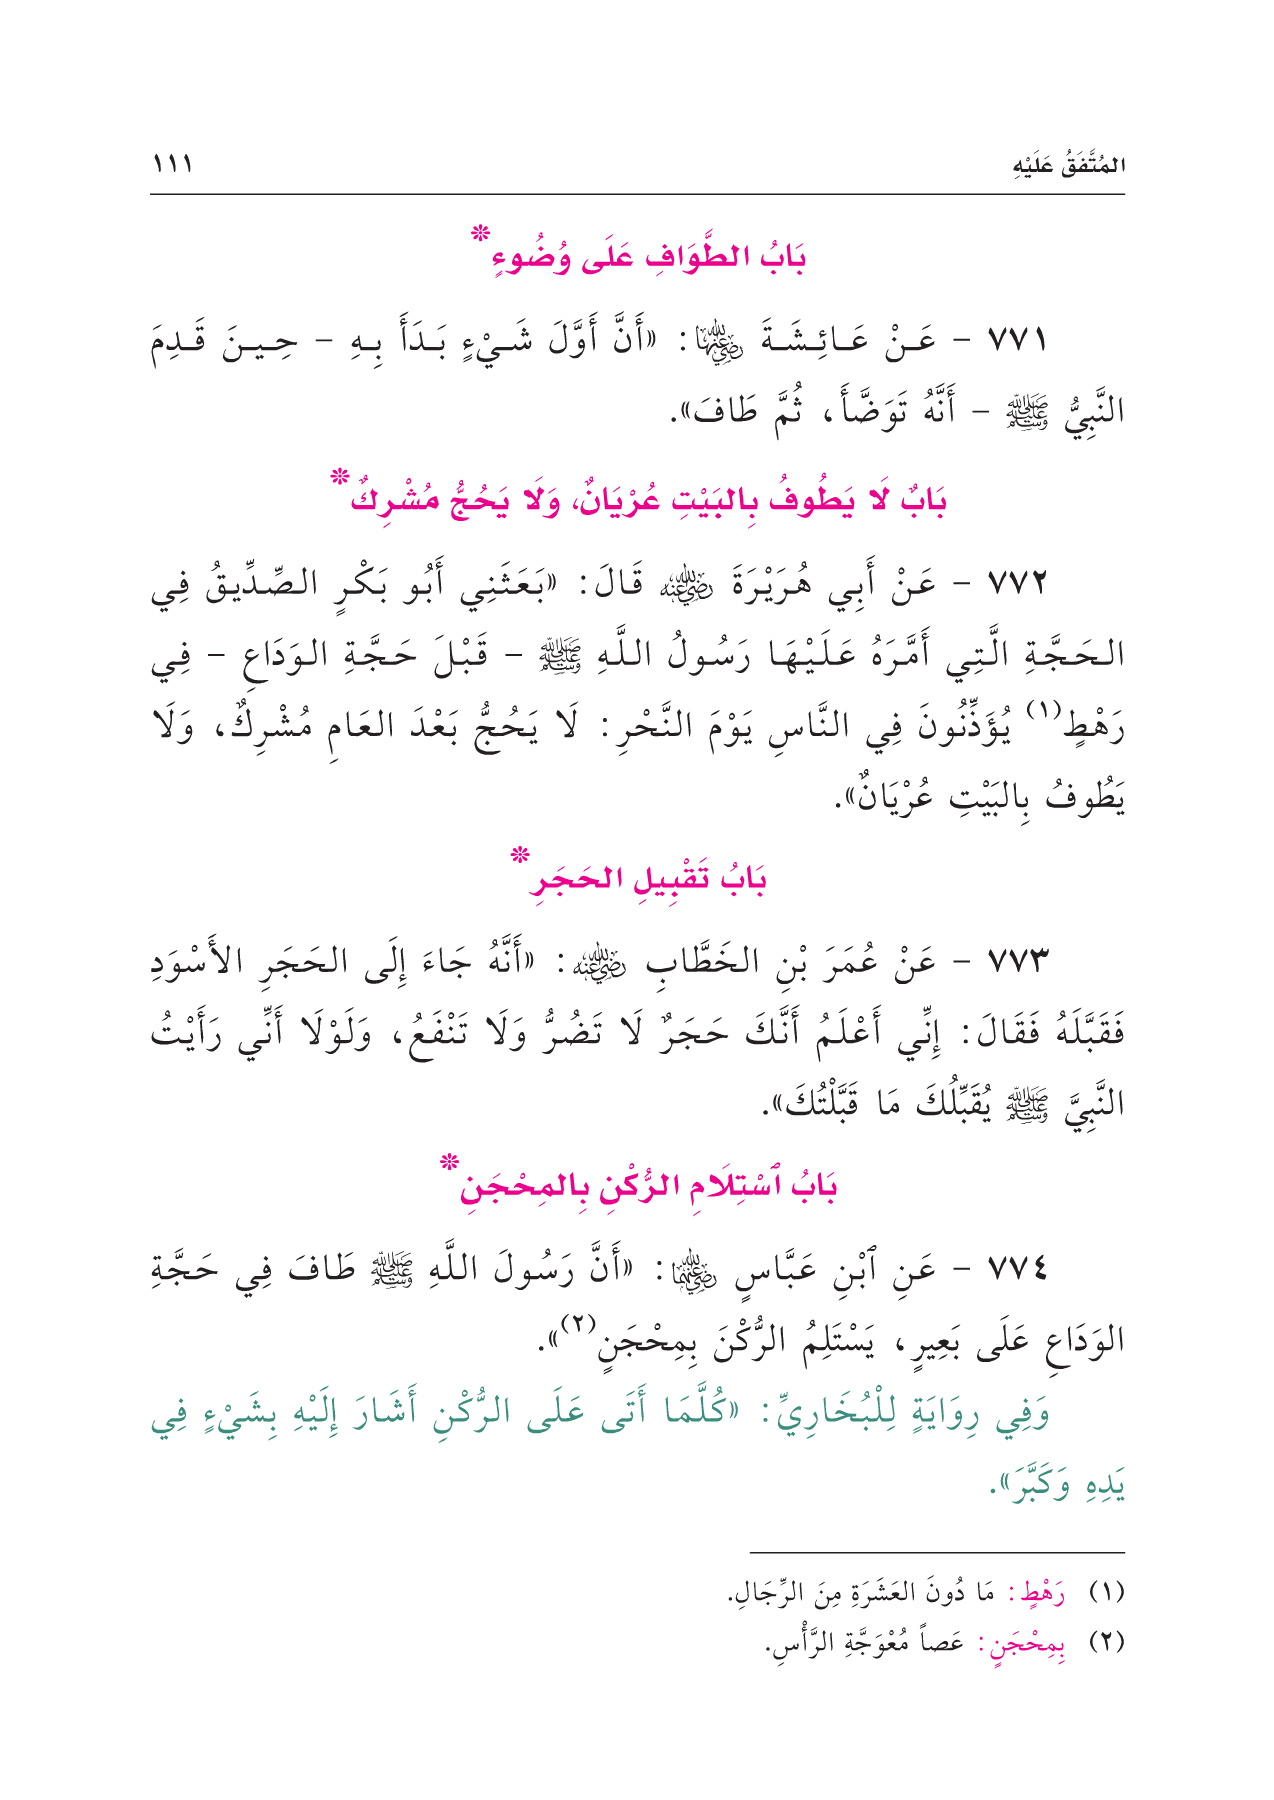 المُتَّفَقُ عَلَيْهِ ١١١
بَابُ الطَّوَافِ عَلَى وُضُوءٍ*
٧٧١ - عَنْ عَائِشَةَ رضي الله عنها: «أَنَّ أَوَّلَ شَيْءٍ بَدَأَ بِهِ - حِينَ قَدِمَ
النَّبِيُّ ﷺ - أَنَّهُ تَوَضَّأَ، ثُمَّ طَافَ».
بَابٌ لَا يَطُوفُ بِالبَيْتِ عُرْيَانٌ، وَلَا يَحُجُّ مُشْرِكٌ*
٧٧٢ - عَنْ أَبِي هُرَيْرَةَ رضي الله عنه قَالَ: «بَعَثَنِي أَبُو بَكْرٍ الصِّدِّيقُ فِي
الحَجَّةِ الَّتِي أَمَّرَهُ عَلَيْهَا رَسُولُ اللَّهِ ﷺ - قَبْلَ حَجَّةِ الوَدَاعِ - فِي
رَهْطٍ(١) يُؤَذِّنُونَ فِي النَّاسِ يَوْمَ النَّحْرِ: لَا يَحُجُّ بَعْدَ العَامِ مُشْرِكٌ، وَلَا
يَطُوفُ بِالبَيْتِ عُرْيَانٌ».
بَابُ تَقْبِيلِ الحَجَرِ*
٧٧٣ - عَنْ عُمَرَ بْنِ الخَطَّابِ رضي الله عنه: «أَنَّهُ جَاءَ إِلَى الحَجَرِ الأَسْوَدِ
فَقَبَّلَهُ فَقَالَ: إِنِّي أَعْلَمُ أَنَّكَ حَجَرٌ لَا تَضُرُّ وَلَا تَنْفَعُ، وَلَوْلَا أَنِّي رَأَيْتُ
النَّبِيَّ ﷺ يُقَبِّلُكَ مَا قَبَّلْتُكَ».
بَابُ ٱسْتِلَامِ الرُّكْنِ بِالمِحْجَنِ*
٧٧٤ - عَنِ ٱبْنِ عَبَّاسٍ رضي الله عنهما: «أَنَّ رَسُولَ اللَّهِ ﷺ طَافَ فِي حَجَّةِ
الوَدَاعِ عَلَى بَعِيرٍ، يَسْتَلِمُ الرُّكْنَ بِمِحْجَنٍ(٢)».
وَفِي رِوَايَةٍ لِلْبُخَارِيِّ: «كُلَّمَا أَتَى عَلَى الرُّكْنِ أَشَارَ إِلَيْهِ بِشَيْءٍ فِي
يَدِهِ وَكَبَّرَ».
(١) رَهْطٍ: مَا دُونَ العَشَرَةِ مِنَ الرِّجَالِ.
(٢) بِمِحْجَنٍ: عَصاً مُعْوَجَّةِ الرَّأْسِ.